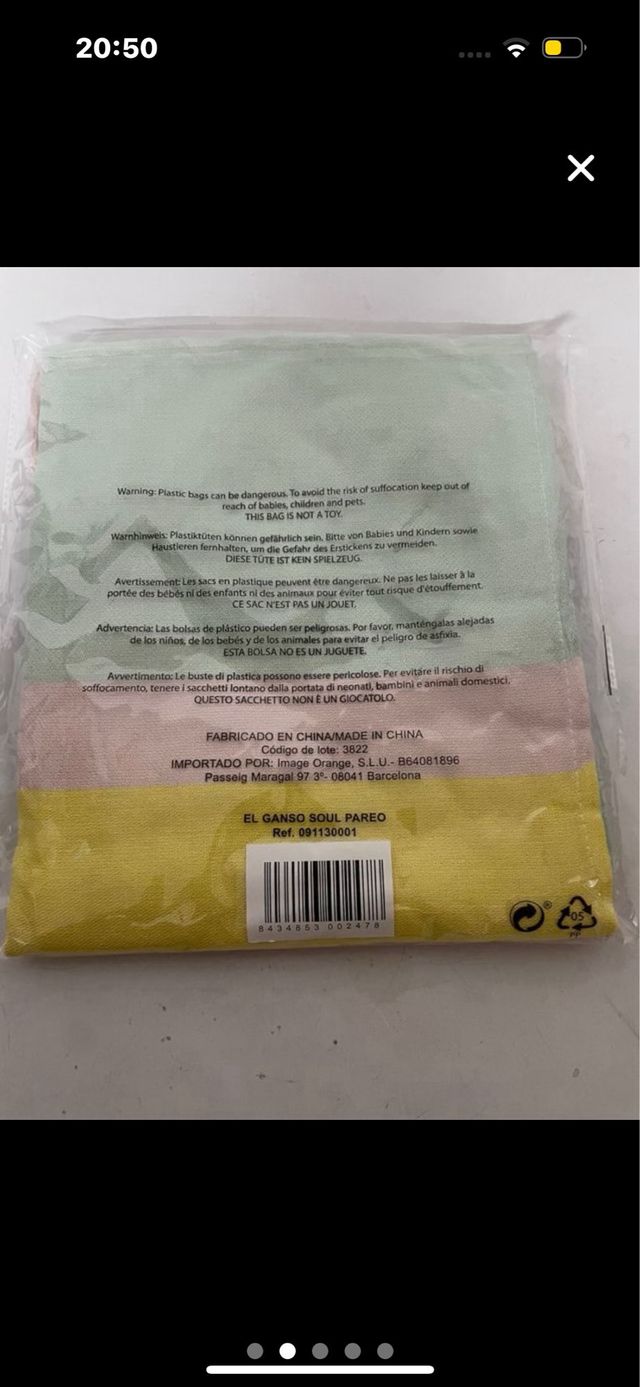 20:50
Warning: Plastic bags can be dangerous. To avoid the risk of suffocation keep out of
reach of babies, children and pets.
THIS BAG IS NOT A TOY.
Warnhinweis: Plastiktüten können gefährlich sein. Bitte von Babies und Kindern sowie
Haustieren fernhalten, um die Gefahr des Erstickens zu vermeiden.
DIESE TÜTE IST KEIN SPIELZEUG.
Avertissement: Les sacs en plastique peuvent être dangereux. Ne pas les laisser à la
portée des bébés ni des enfants ni des animaux pour éviter tout risque d'étouffement.
CE SAC N'EST PAS UN JOUET.
Advertencia: Las bolsas de plástico pueden ser peligrosas. Por favor, manténgalas alejadas
de los niños, de los bebés y de los animales para evitar el peligro de asfixia.
ESTA BOLSA NO ES UN JUGUETE.
Avvertimento: Le buste di plastica possono essere pericolose. Per evitare il rischio di
soffocamento, tenere i sacchetti lontano dalla portata di neonati, bambini e animali domestici.
QUESTO SACCHETTO NON È UN GIOCATOLO.
FABRICADO EN CHINA/MADE IN CHINA
Código de lote: 3822
IMPORTADO POR: Image Orange, S.L.U.- B64081896
Passeig Maragal 97 3º- 08041 Barcelona
EL GANSO SOUL PAREO
Ref. 091130001
8434853 002478
®
05
PP